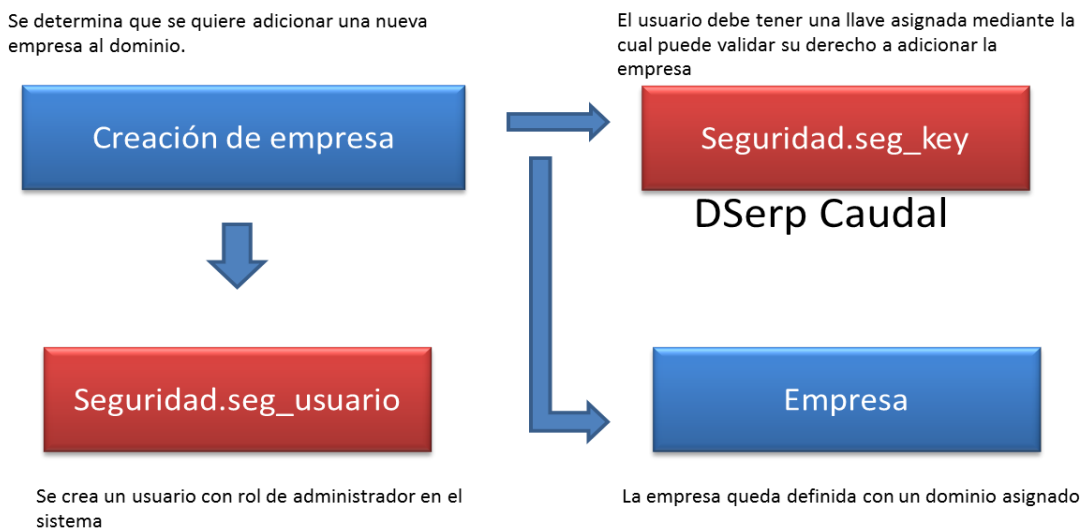 Se determina que se quiere adicionar una nueva
empresa al dominio.
El usuario debe tener una llave asignada mediante la
cual puede validar su derecho a adicionar la
empresa
Creación de empresa
Seguridad.seg_key
DSerp Caudal
Seguridad.seg_usuario
Empresa
Se crea un usuario con rol de administrador en el
sistema
La empresa queda definida con un dominio asignado